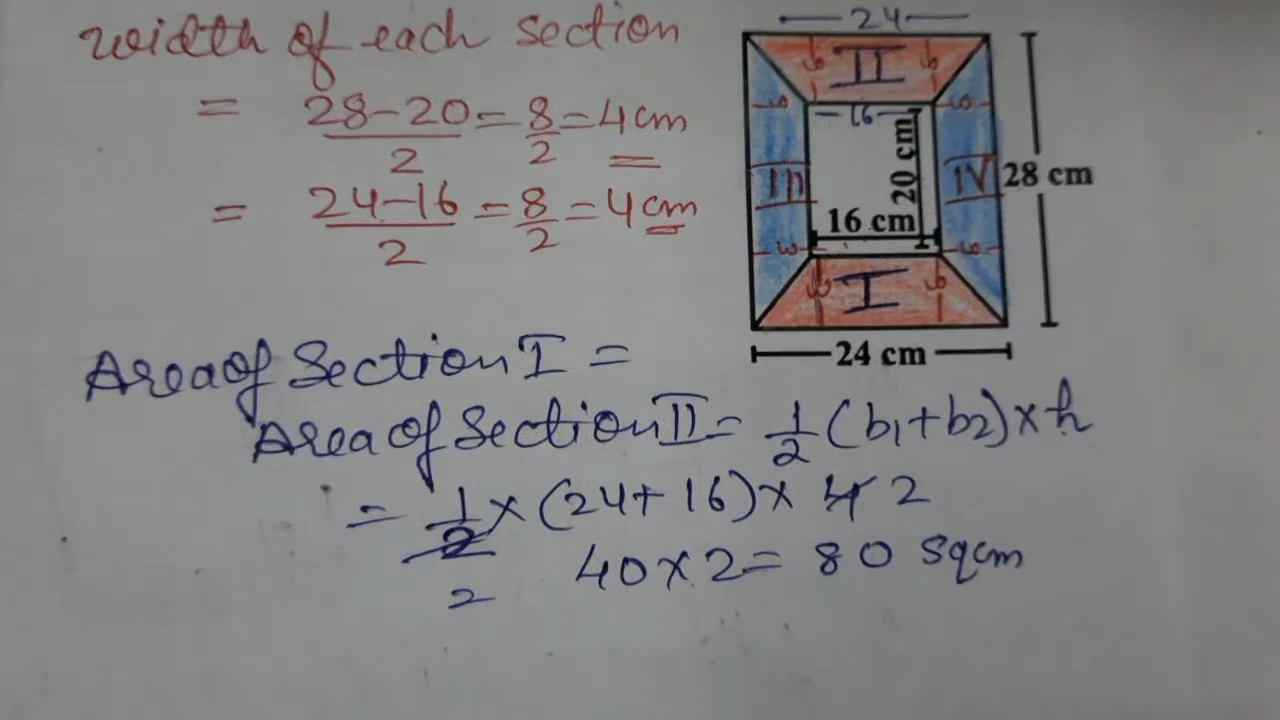 width of each section
= 28-20/2 = 8/2 = 4cm
= 24-16/2 = 8/2 = 4cm
24
II
16
20 cm
III
IV
28 cm
16 cm
I
24 cm
Area of Section I =
Area of Section II = 1/2 (b1+b2)×h
= 1/2 × (24+16)× 4 2
2
40×2= 80 sqcm